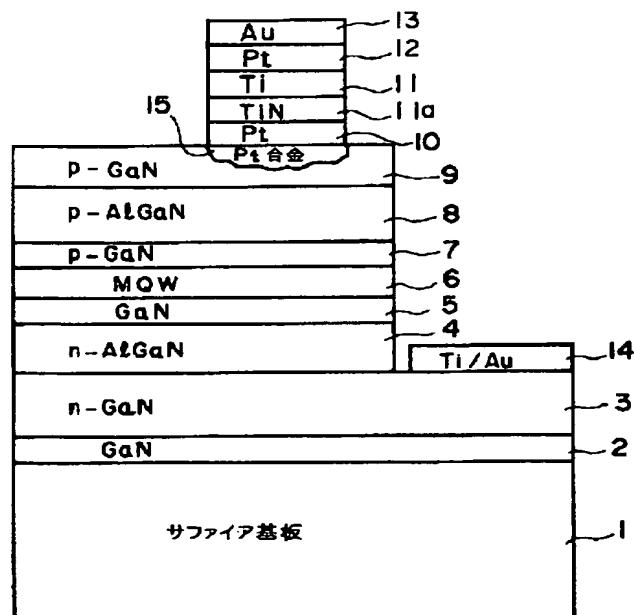 Au 13
Pt 12
Ti 11
TiN 11a
Pt 10
15 Pt合金
p-GaN 9
p-AlGaN 8
p-GaN 7
MQW 6
GaN 5
n-AlGaN 4
Ti/Au 14
n-GaN 3
GaN 2
サファイア基板 1